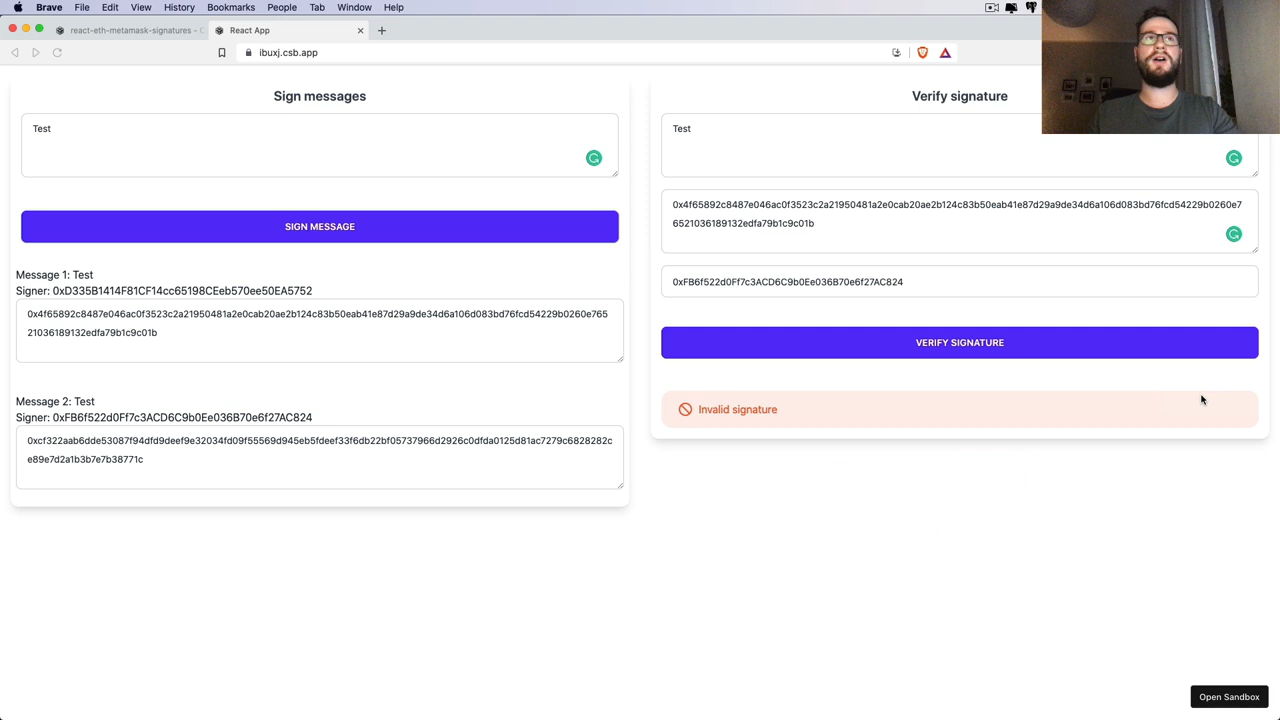 Brave File Edit View History Bookmarks People Tab Window Help
react-eth-metamask-signatures - C
React App
ibuxj.csb.app
Sign messages
Test
SIGN MESSAGE
Message 1: Test
Signer: 0xD335B1414F81CF14cc65198CEeb570ee50EA5752
0x4f65892c8487e046ac0f3523c2a21950481a2e0cab20ae2b124c83b50eab41e87d29a9de34d6a106d083bd76fcd54229b0260e765
21036189132edfa79b1c9c01b
Message 2: Test
Signer: 0xFB6f522d0Ff7c3ACD6C9b0Ee036B70e6f27AC824
0xcf322aab6dde53087f94dfd9deef9e32034fd09f55569d945eb5fdeef33f6db22bf05737966d2926c0dfda0125d81ac7279c6828282c
e89e7d2a1b3b7e7b38771c
Verify signature
Test
0x4f65892c8487e046ac0f3523c2a21950481a2e0cab20ae2b124c83b50eab41e87d29a9de34d6a106d083bd76fcd54229b0260e7
6521036189132edfa79b1c9c01b
0xFB6f522d0Ff7c3ACD6C9b0Ee036B70e6f27AC824
VERIFY SIGNATURE
Invalid signature
Open Sandbox